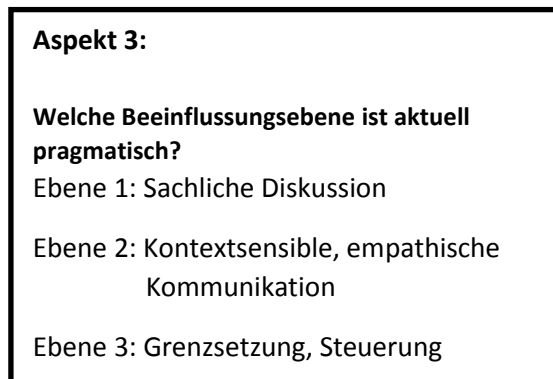 Aspekt 3:
Welche Beeinflussungsebene ist aktuell
pragmatisch?
Ebene 1: Sachliche Diskussion
Ebene 2: Kontextsensible, empathische
Kommunikation
Ebene 3: Grenzsetzung, Steuerung